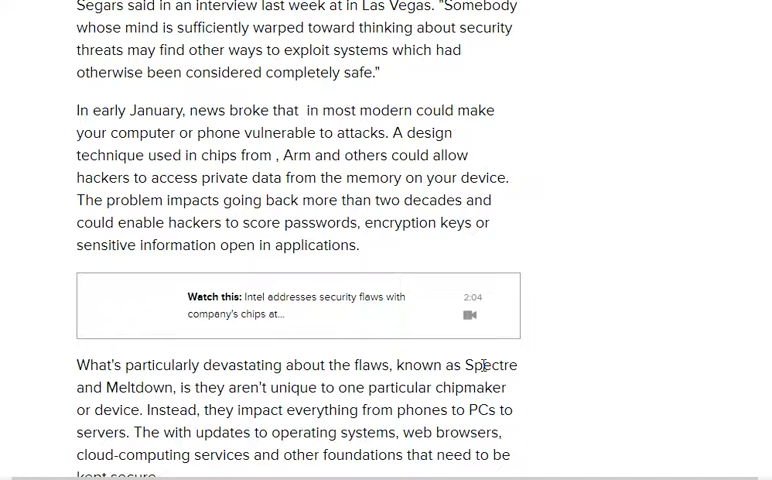 Segars said in an interview last week at in Las Vegas. "Somebody
whose mind is sufficiently warped toward thinking about security
threats may find other ways to exploit systems which had
otherwise been considered completely safe."
In early January, news broke that  in most modern could make
your computer or phone vulnerable to attacks. A design
technique used in chips from , Arm and others could allow
hackers to access private data from the memory on your device.
The problem impacts going back more than two decades and
could enable hackers to score passwords, encryption keys or
sensitive information open in applications.
Watch this: Intel addresses security flaws with
company's chips at...
2:04
What's particularly devastating about the flaws, known as Spectre
and Meltdown, is they aren't unique to one particular chipmaker
or device. Instead, they impact everything from phones to PCs to
servers. The with updates to operating systems, web browsers,
cloud-computing services and other foundations that need to be
kept secure.